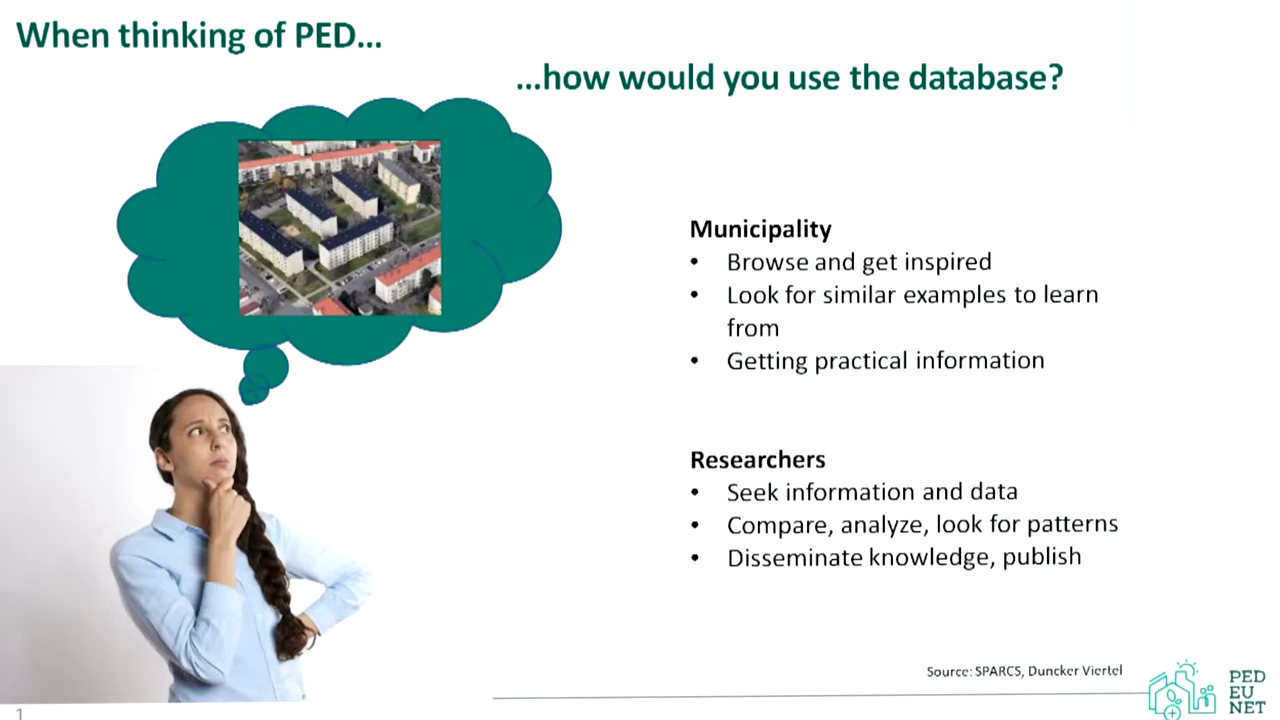 When thinking of PED...
...how would you use the database?
Municipality
• Browse and get inspired
• Look for similar examples to learn
from
• Getting practical information
Researchers
• Seek information and data
• Compare, analyze, look for patterns
• Disseminate knowledge, publish
Source: SPARCS, Duncker Viertel
PED
EU
NET
1